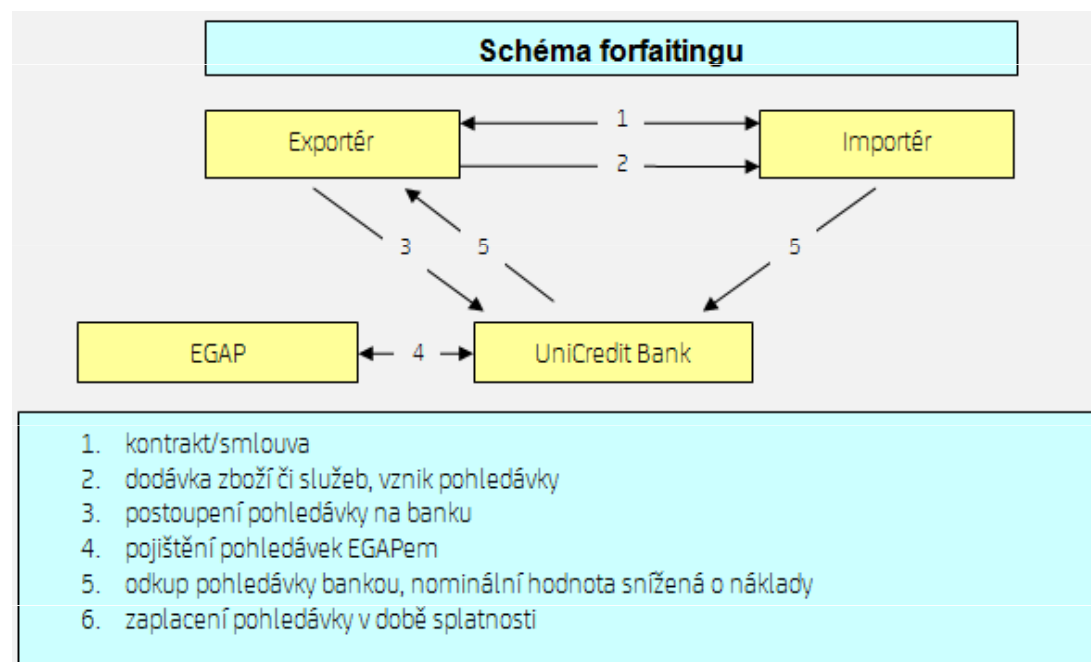 Schéma forfaitingu
Exportér
1
Importér
2
3
5
5
EGAP
4
UniCredit Bank
1. kontrakt/smlouva
2. dodávka zboží či služeb, vznik pohledávky
3. postoupení pohledávky na banku
4. pojištění pohledávek EGAPem
5. odkup pohledávky bankou, nominální hodnota snížená o náklady
6. zaplacení pohledávky v době splatnosti